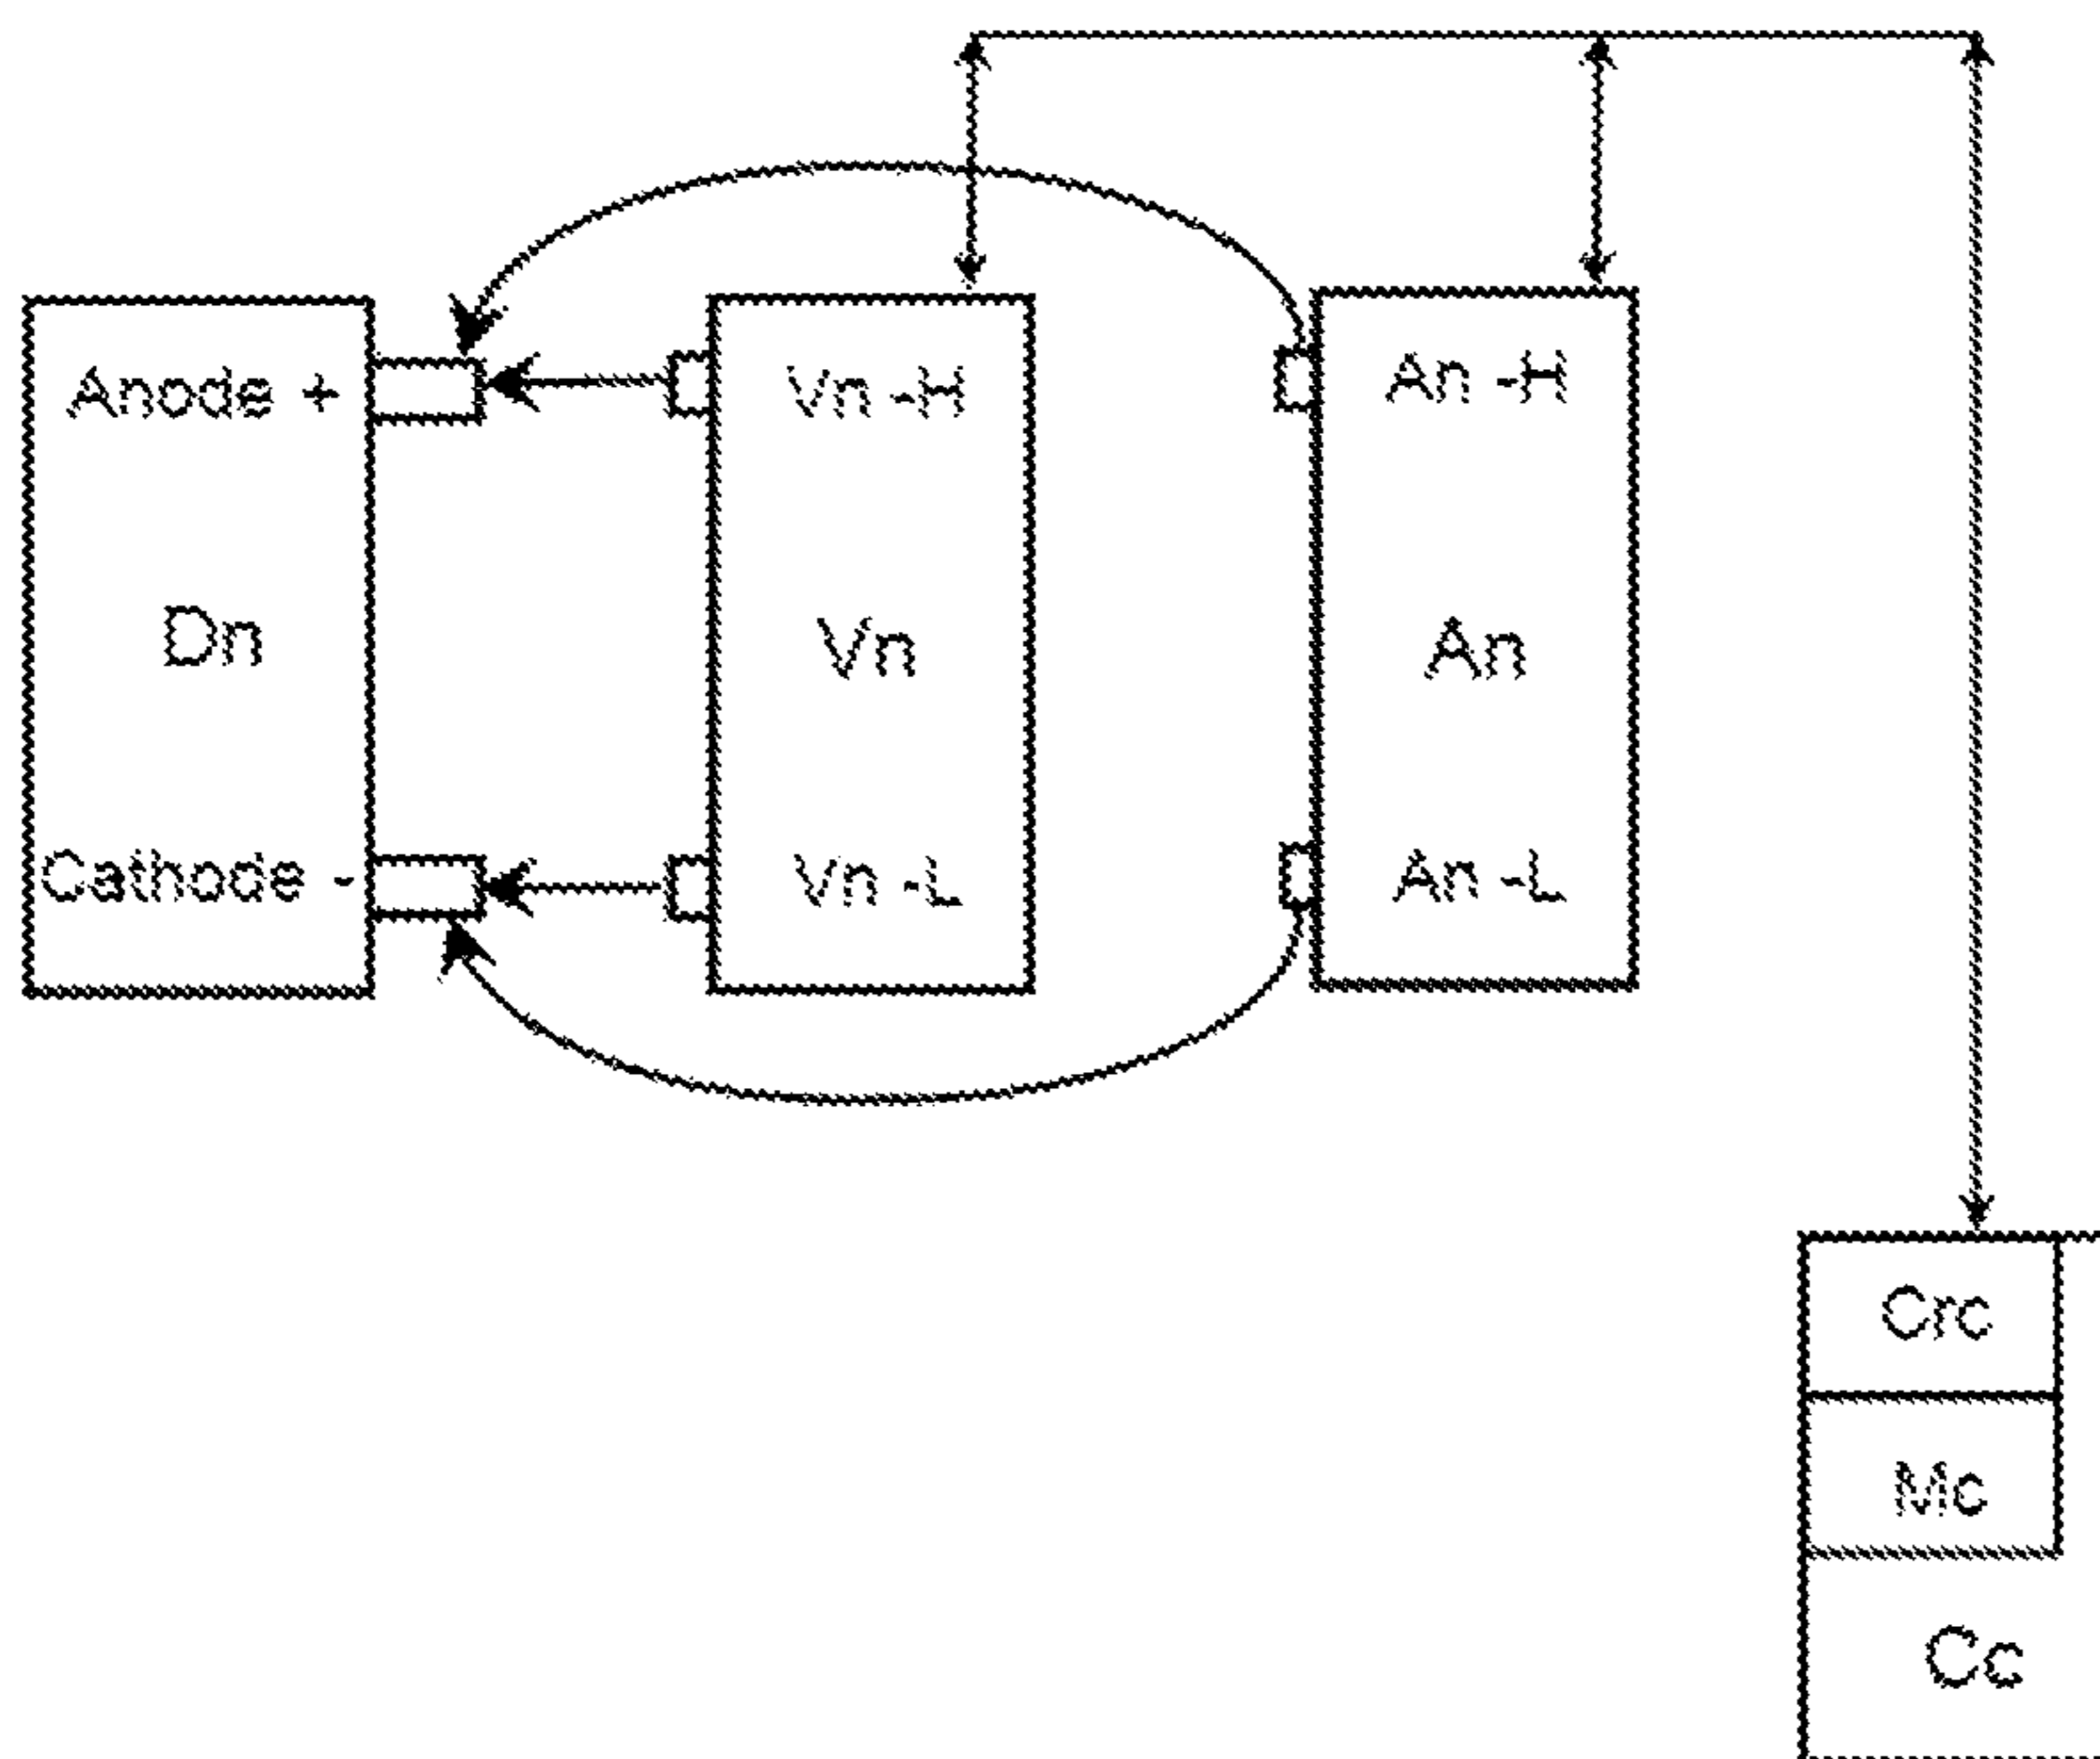 Anode +
Vn -H
An -H
Dn
Vn
An
Cathode -
Vn -L
An -L
Crc
Mc
Cc